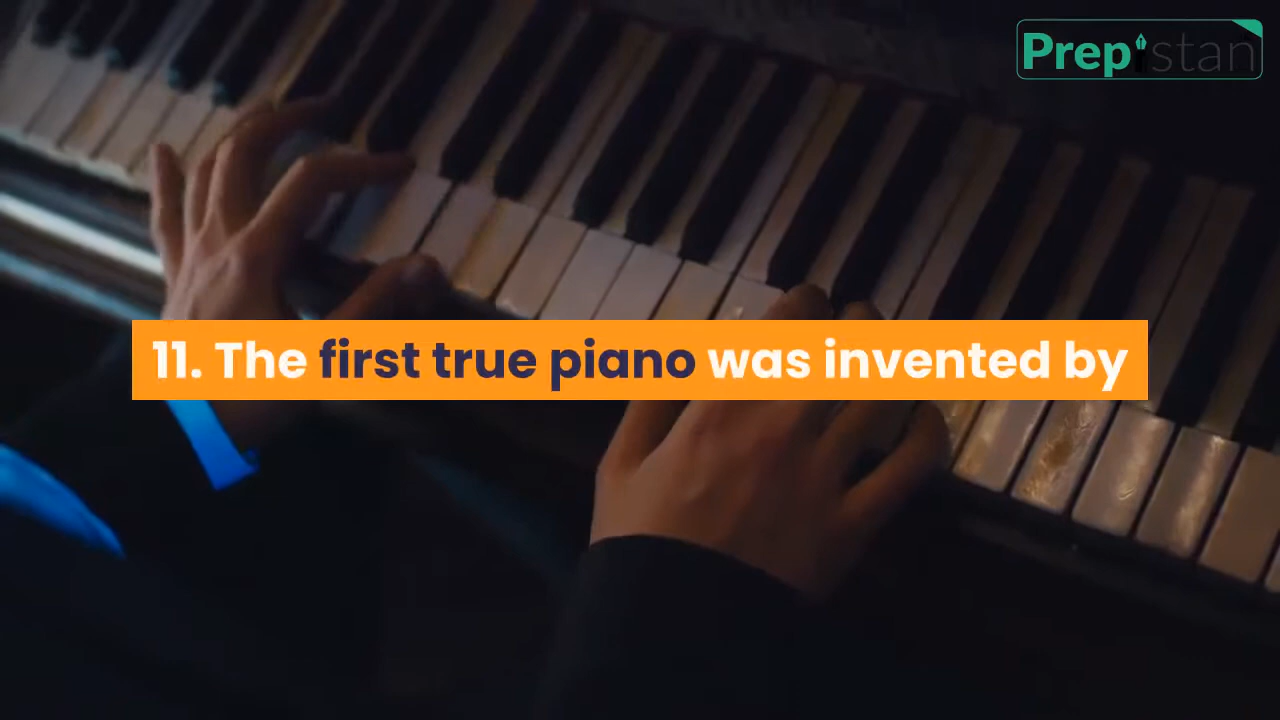 Prepistan
11. The first true piano was invented by